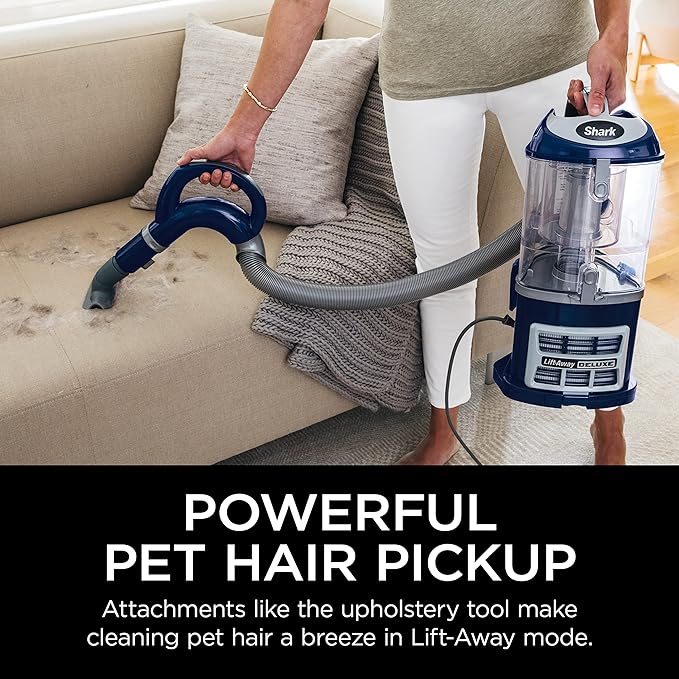 Shark
Lift-Away DELUXE
POWERFUL
PET HAIR PICKUP
Attachments like the upholstery tool make
cleaning pet hair a breeze in Lift-Away mode.